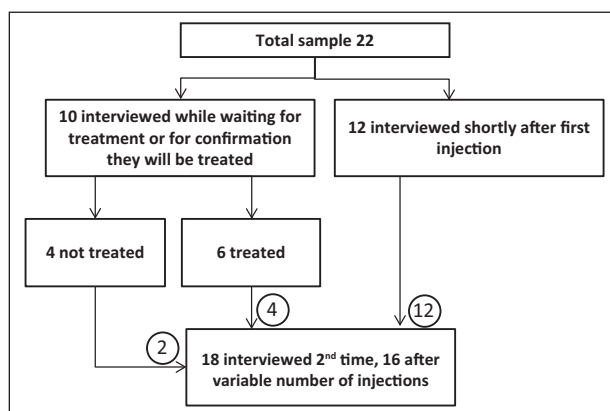 Total sample 22
10 interviewed while waiting for
treatment or for confirmation
they will be treated
12 interviewed shortly after first
injection
4 not treated
6 treated
2
4
12
18 interviewed 2nd time, 16 after
variable number of injections